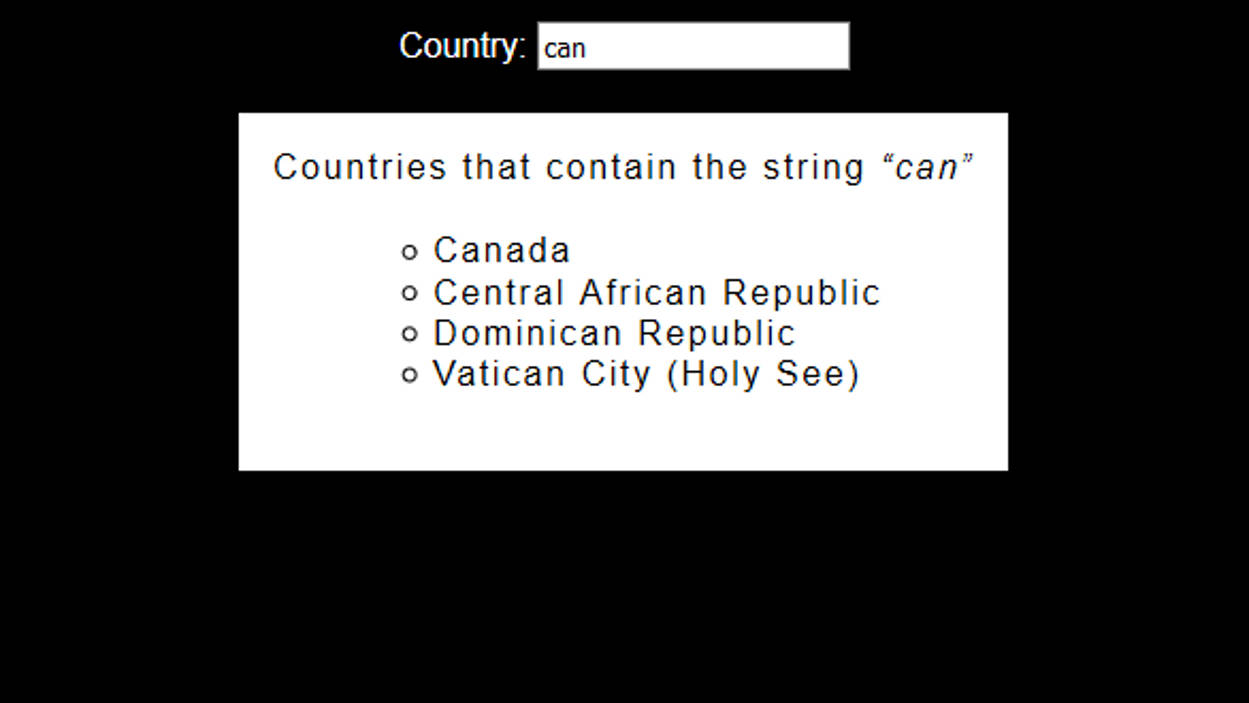 Country: can
Countries that contain the string “can”
Canada
Central African Republic
Dominican Republic
Vatican City (Holy See)